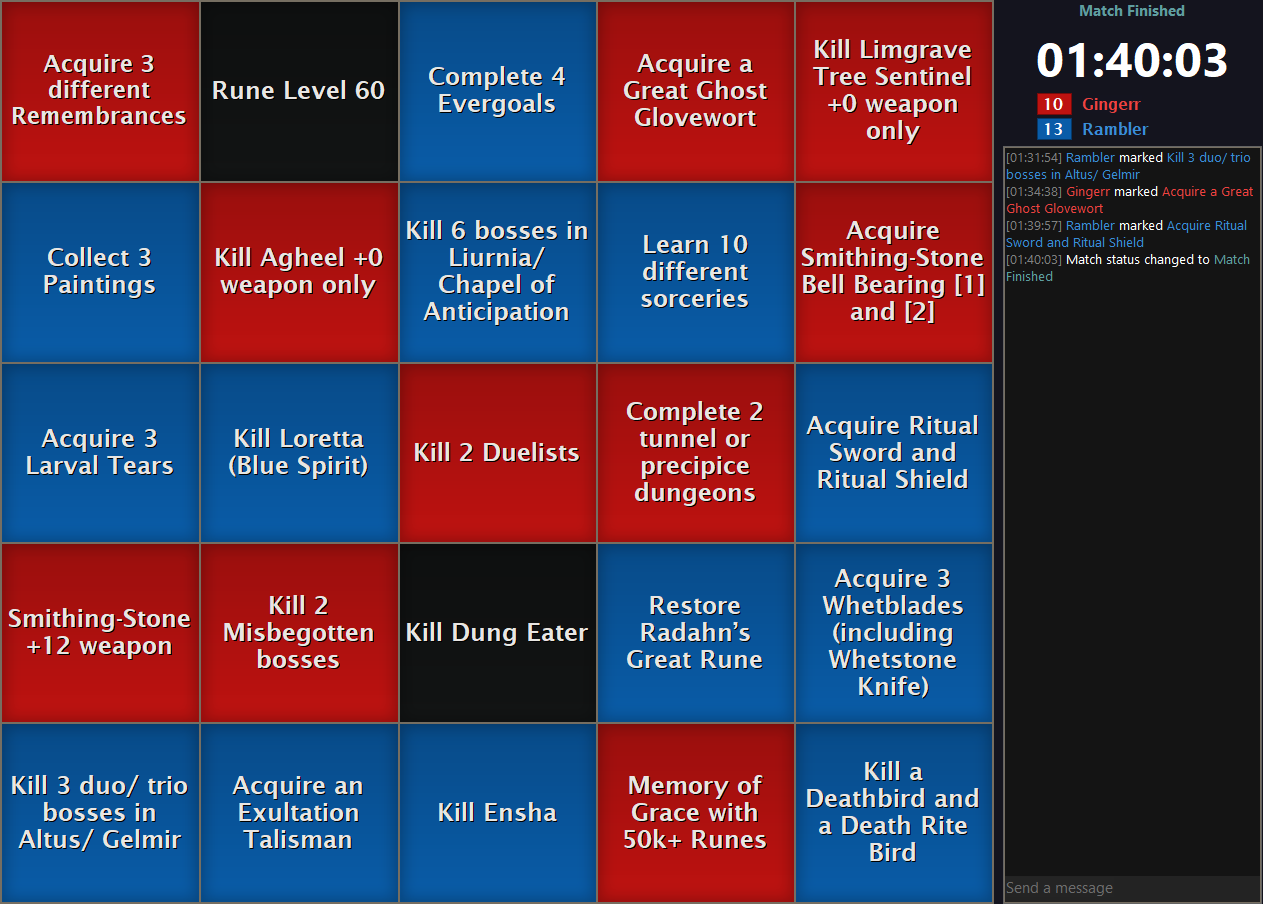 Acquire 3
different
Remembrances
Rune Level 60
Complete 4
Evergoals
Acquire a
Great Ghost
Glovewort
Kill Limgrave
Tree Sentinel
+0 weapon
only
Collect 3
Paintings
Kill Agheel +0
weapon only
Kill 6 bosses in
Liurnia/
Chapel of
Anticipation
Learn 10
different
sorceries
Acquire
Smithing-Stone
Bell Bearing [1]
and [2]
Acquire 3
Larval Tears
Kill Loretta
(Blue Spirit)
Kill 2 Duelists
Complete 2
tunnel or
precipice
dungeons
Acquire Ritual
Sword and
Ritual Shield
Smithing-Stone
+12 weapon
Kill 2
Misbegotten
bosses
Kill Dung Eater
Restore
Radahn’s
Great Rune
Acquire 3
Whetblades
(including
Whetstone
Knife)
Kill 3 duo/ trio
bosses in
Altus/ Gelmir
Acquire an
Exultation
Talisman
Kill Ensha
Memory of
Grace with
50k+ Runes
Kill a
Deathbird and
a Death Rite
Bird
Match Finished
01:40:03
10 Gingerr
13 Rambler
[01:31:54] Rambler marked Kill 3 duo/ trio
bosses in Altus/ Gelmir
[01:34:38] Gingerr marked Acquire a Great
Ghost Glovewort
[01:39:57] Rambler marked Acquire Ritual
Sword and Ritual Shield
[01:40:03] Match status changed to Match
Finished
Send a message